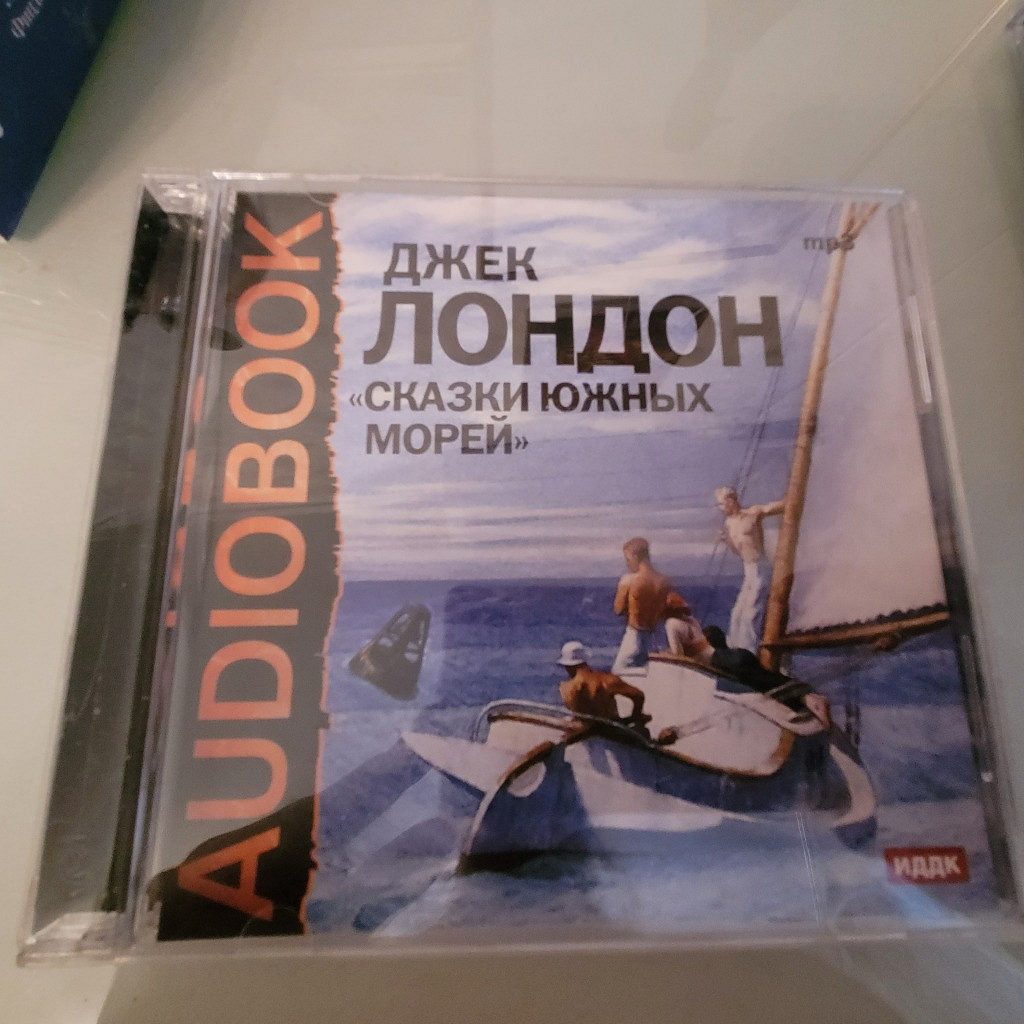 AUDIOBOOK
mp3
ДЖЕК
ЛОНДОН
«СКАЗКИ ЮЖНЫХ
МОРЕЙ»
ИДДК